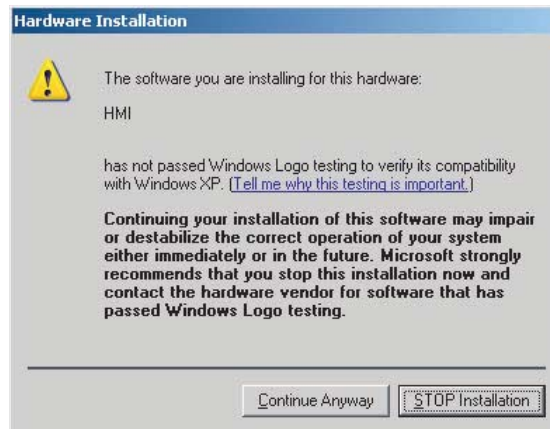 Hardware Installation
The software you are installing for this hardware:
HMI
has not passed Windows Logo testing to verify its compatibility
with Windows XP. (Tell me why this testing is important.)
Continuing your installation of this software may impair
or destabilize the correct operation of your system
either immediately or in the future. Microsoft strongly
recommends that you stop this installation now and
contact the hardware vendor for software that has
passed Windows Logo testing.
Continue Anyway
STOP Installation